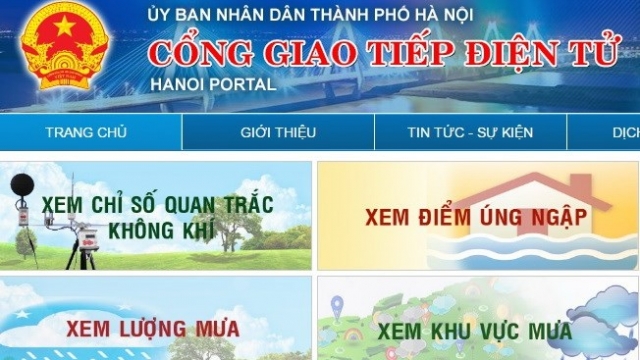 ỦY BAN NHÂN DÂN THÀNH PHỐ HÀ NỘI
CỔNG GIAO TIẾP ĐIỆN TỬ
HANOI PORTAL
TRANG CHỦ
GIỚI THIỆU
TIN TỨC - SỰ KIỆN
DỊCH
XEM CHỈ SỐ QUAN TRẮC
KHÔNG KHÍ
XEM ĐIỂM ÚNG NGẬP
XEM LƯỢNG MƯA
XEM KHU VỰC MƯA